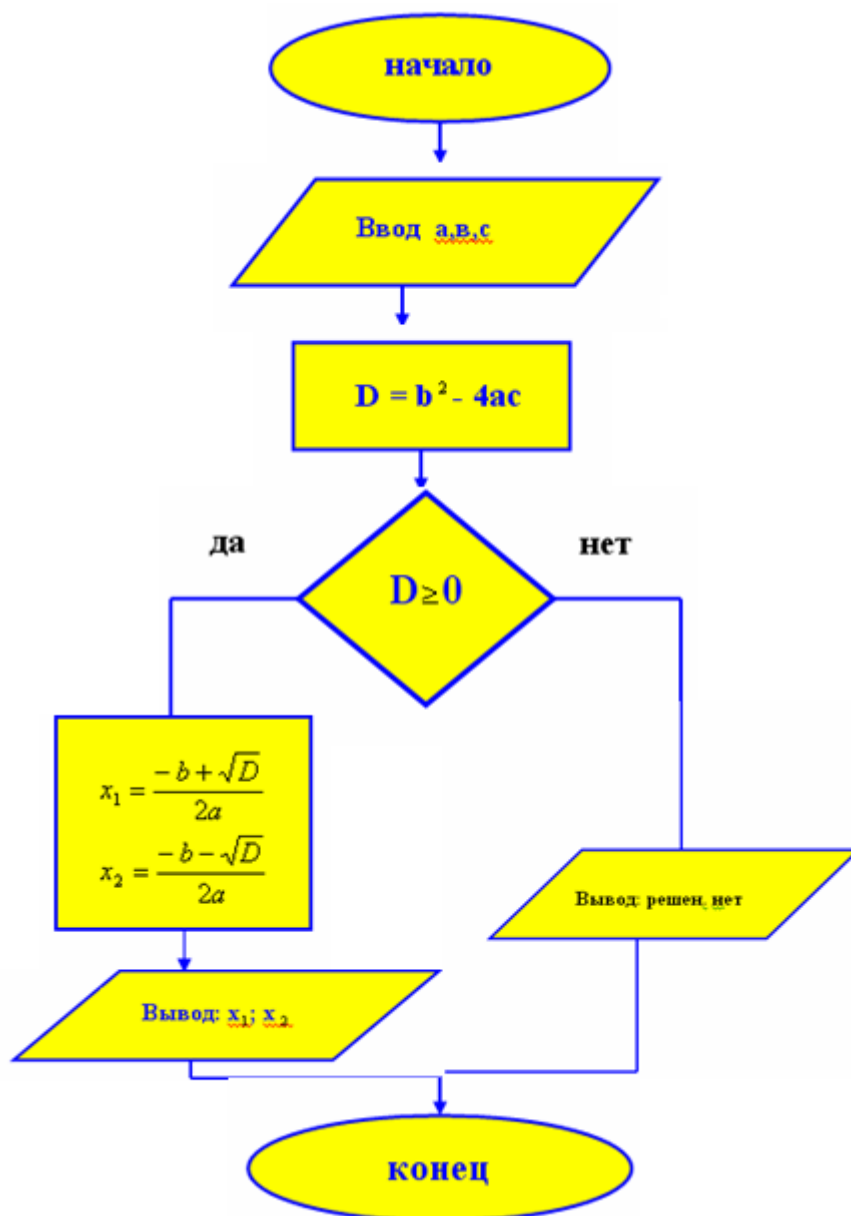 начало
Ввод а,в,с
D = b² - 4ac
да
нет
D≥0
x₁ = (-b + √D) / 2a
x₂ = (-b - √D) / 2a
Вывод: решен. нет
Вывод: x₁; x₂
конец